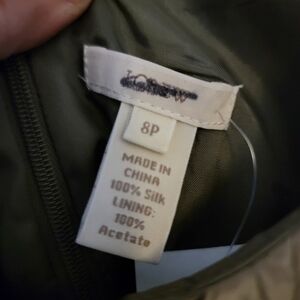 8P
MADE IN
CHINA
100% Silk
LINING:
100%
Acetate